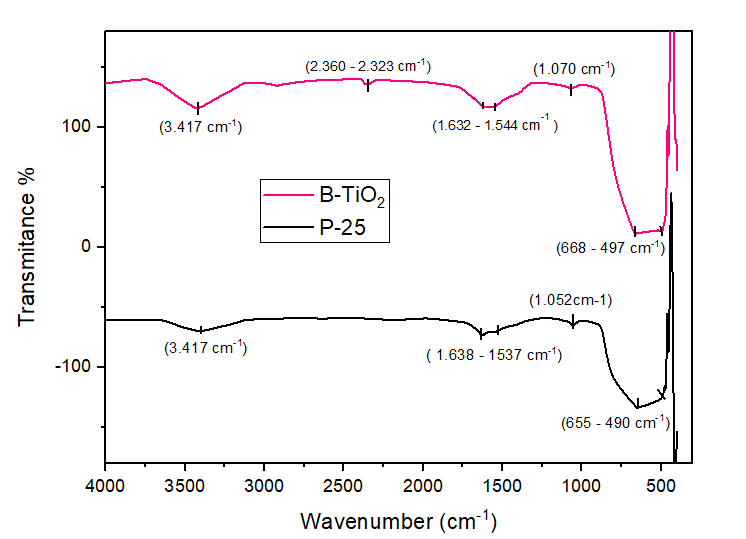 (2.360 - 2.323 cm⁻¹)
(1.070 cm⁻¹)
(3.417 cm⁻¹)
(1.632 - 1.544 cm⁻¹ )
100
B-TiO₂
P-25
Transmitance %
0
(668 - 497 cm⁻¹)
(1.052cm-1)
(3.417 cm⁻¹)
( 1.638 - 1537 cm⁻¹)
-100
(655 - 490 cm⁻¹)
4000 3500 3000 2500 2000 1500 1000 500
Wavenumber (cm⁻¹)